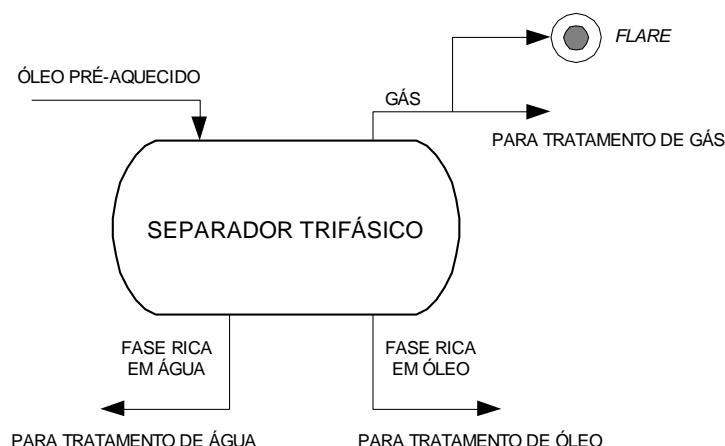 FLARE
ÓLEO PRÉ-AQUECIDO
GÁS
PARA TRATAMENTO DE GÁS
SEPARADOR TRIFÁSICO
FASE RICA
EM ÁGUA
FASE RICA
EM ÓLEO
PARA TRATAMENTO DE ÁGUA
PARA TRATAMENTO DE ÓLEO